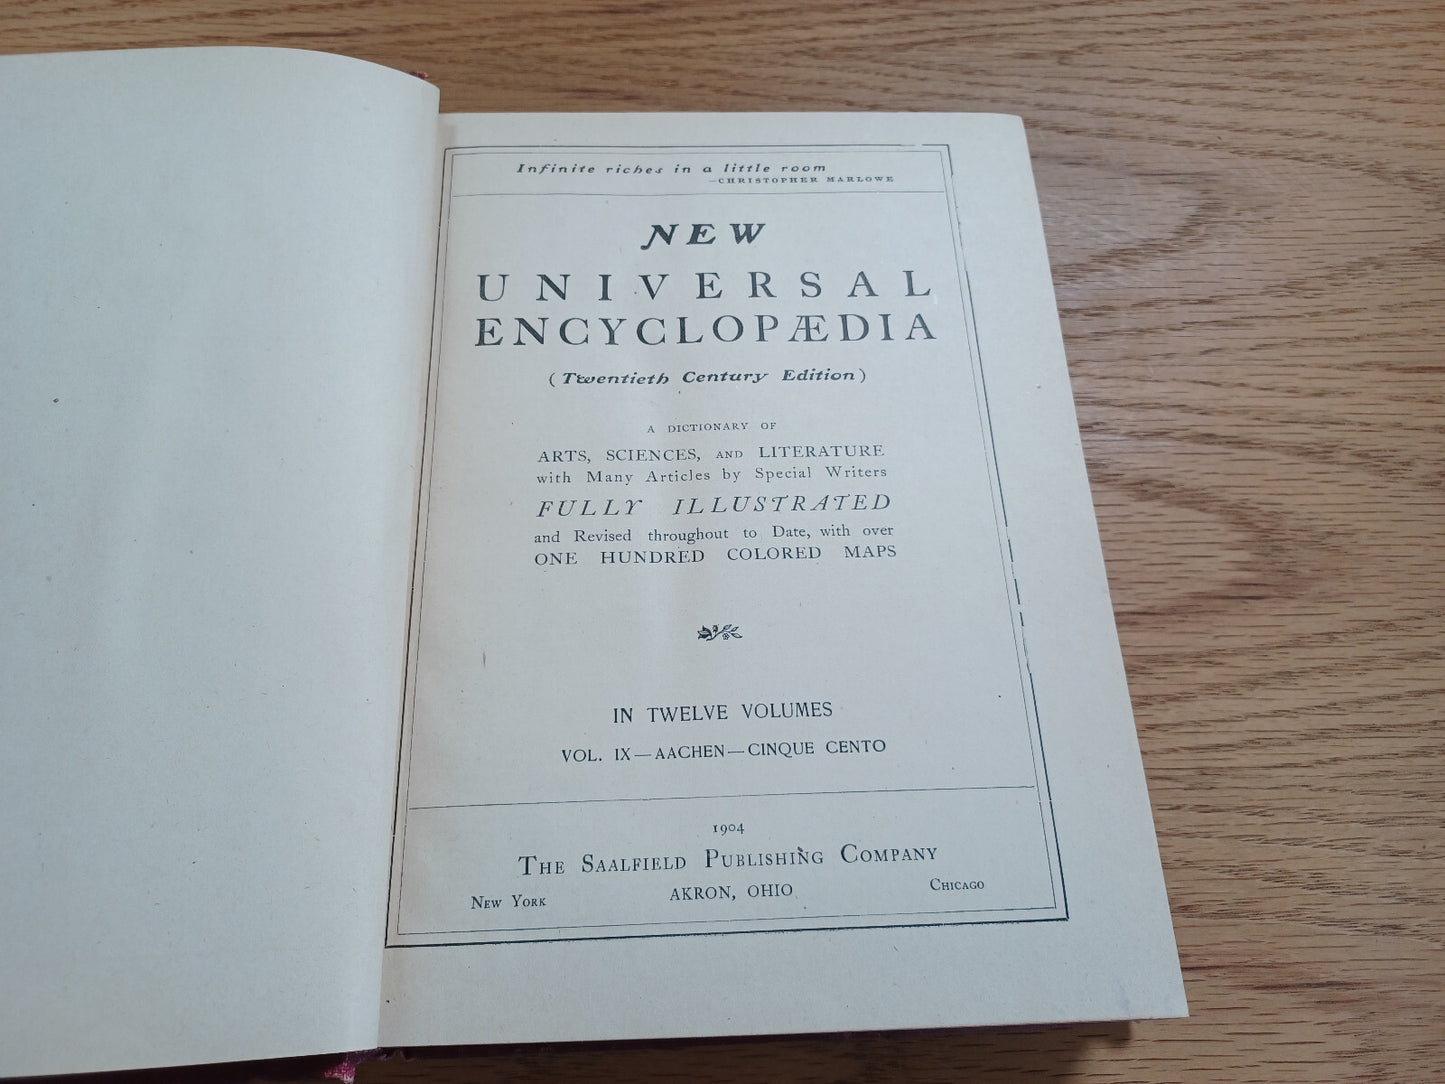 Infinite riches in a little room
—CHRISTOPHER MARLOWE
NEW
UNIVERSAL
ENCYCLOPÆDIA
(Twentieth Century Edition)
A DICTIONARY OF
ARTS, SCIENCES, AND LITERATURE
with Many Articles by Special Writers
FULLY ILLUSTRATED
and Revised throughout to Date, with over
ONE HUNDRED COLORED MAPS
IN TWELVE VOLUMES
VOL. IX—AACHEN—CINQUE CENTO
1904
THE SAALFIELD PUBLISHING COMPANY
NEW YORK AKRON, OHIO CHICAGO